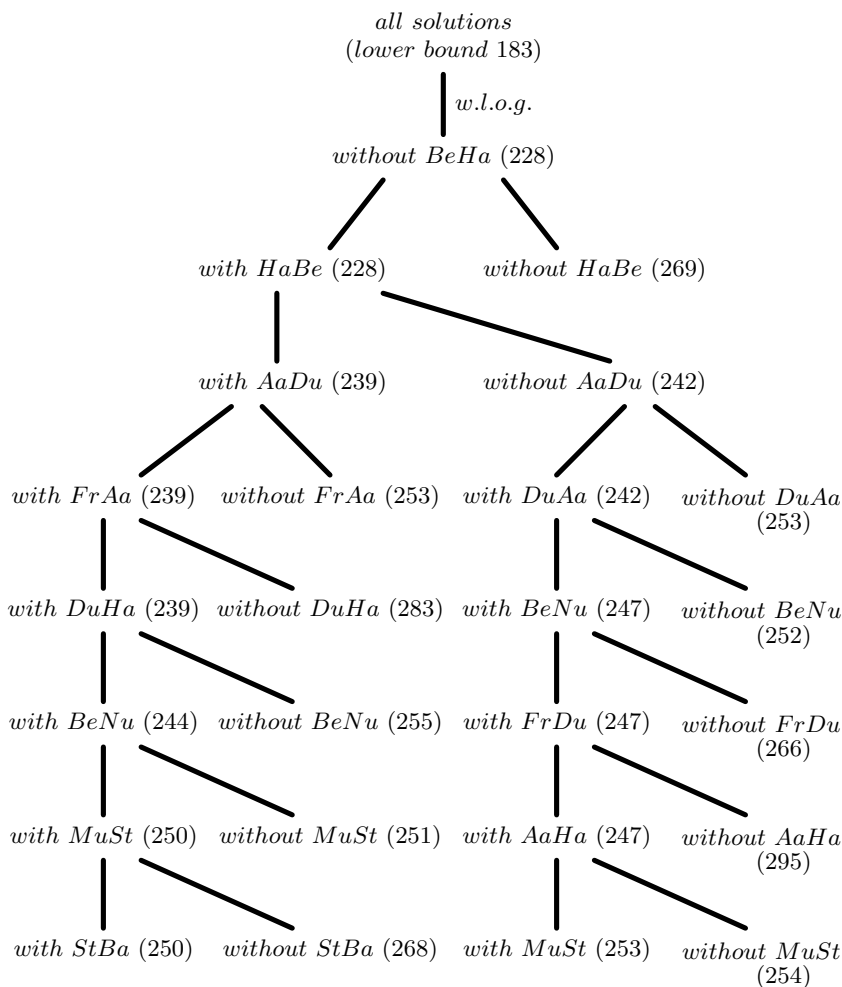 all solutions
(lower bound 183)
w.l.o.g.
without BeHa (228)
with HaBe (228)
without HaBe (269)
with AaDu (239)
without AaDu (242)
with FrAa (239)
without FrAa (253)
with DuAa (242)
without DuAa
(253)
with DuHa (239)
without DuHa (283)
with BeNu (247)
without BeNu
(252)
with BeNu (244)
without BeNu (255)
with FrDu (247)
without FrDu
(266)
with MuSt (250)
without MuSt (251)
with AaHa (247)
without AaHa
(295)
with StBa (250)
without StBa (268)
with MuSt (253)
without MuSt
(254)